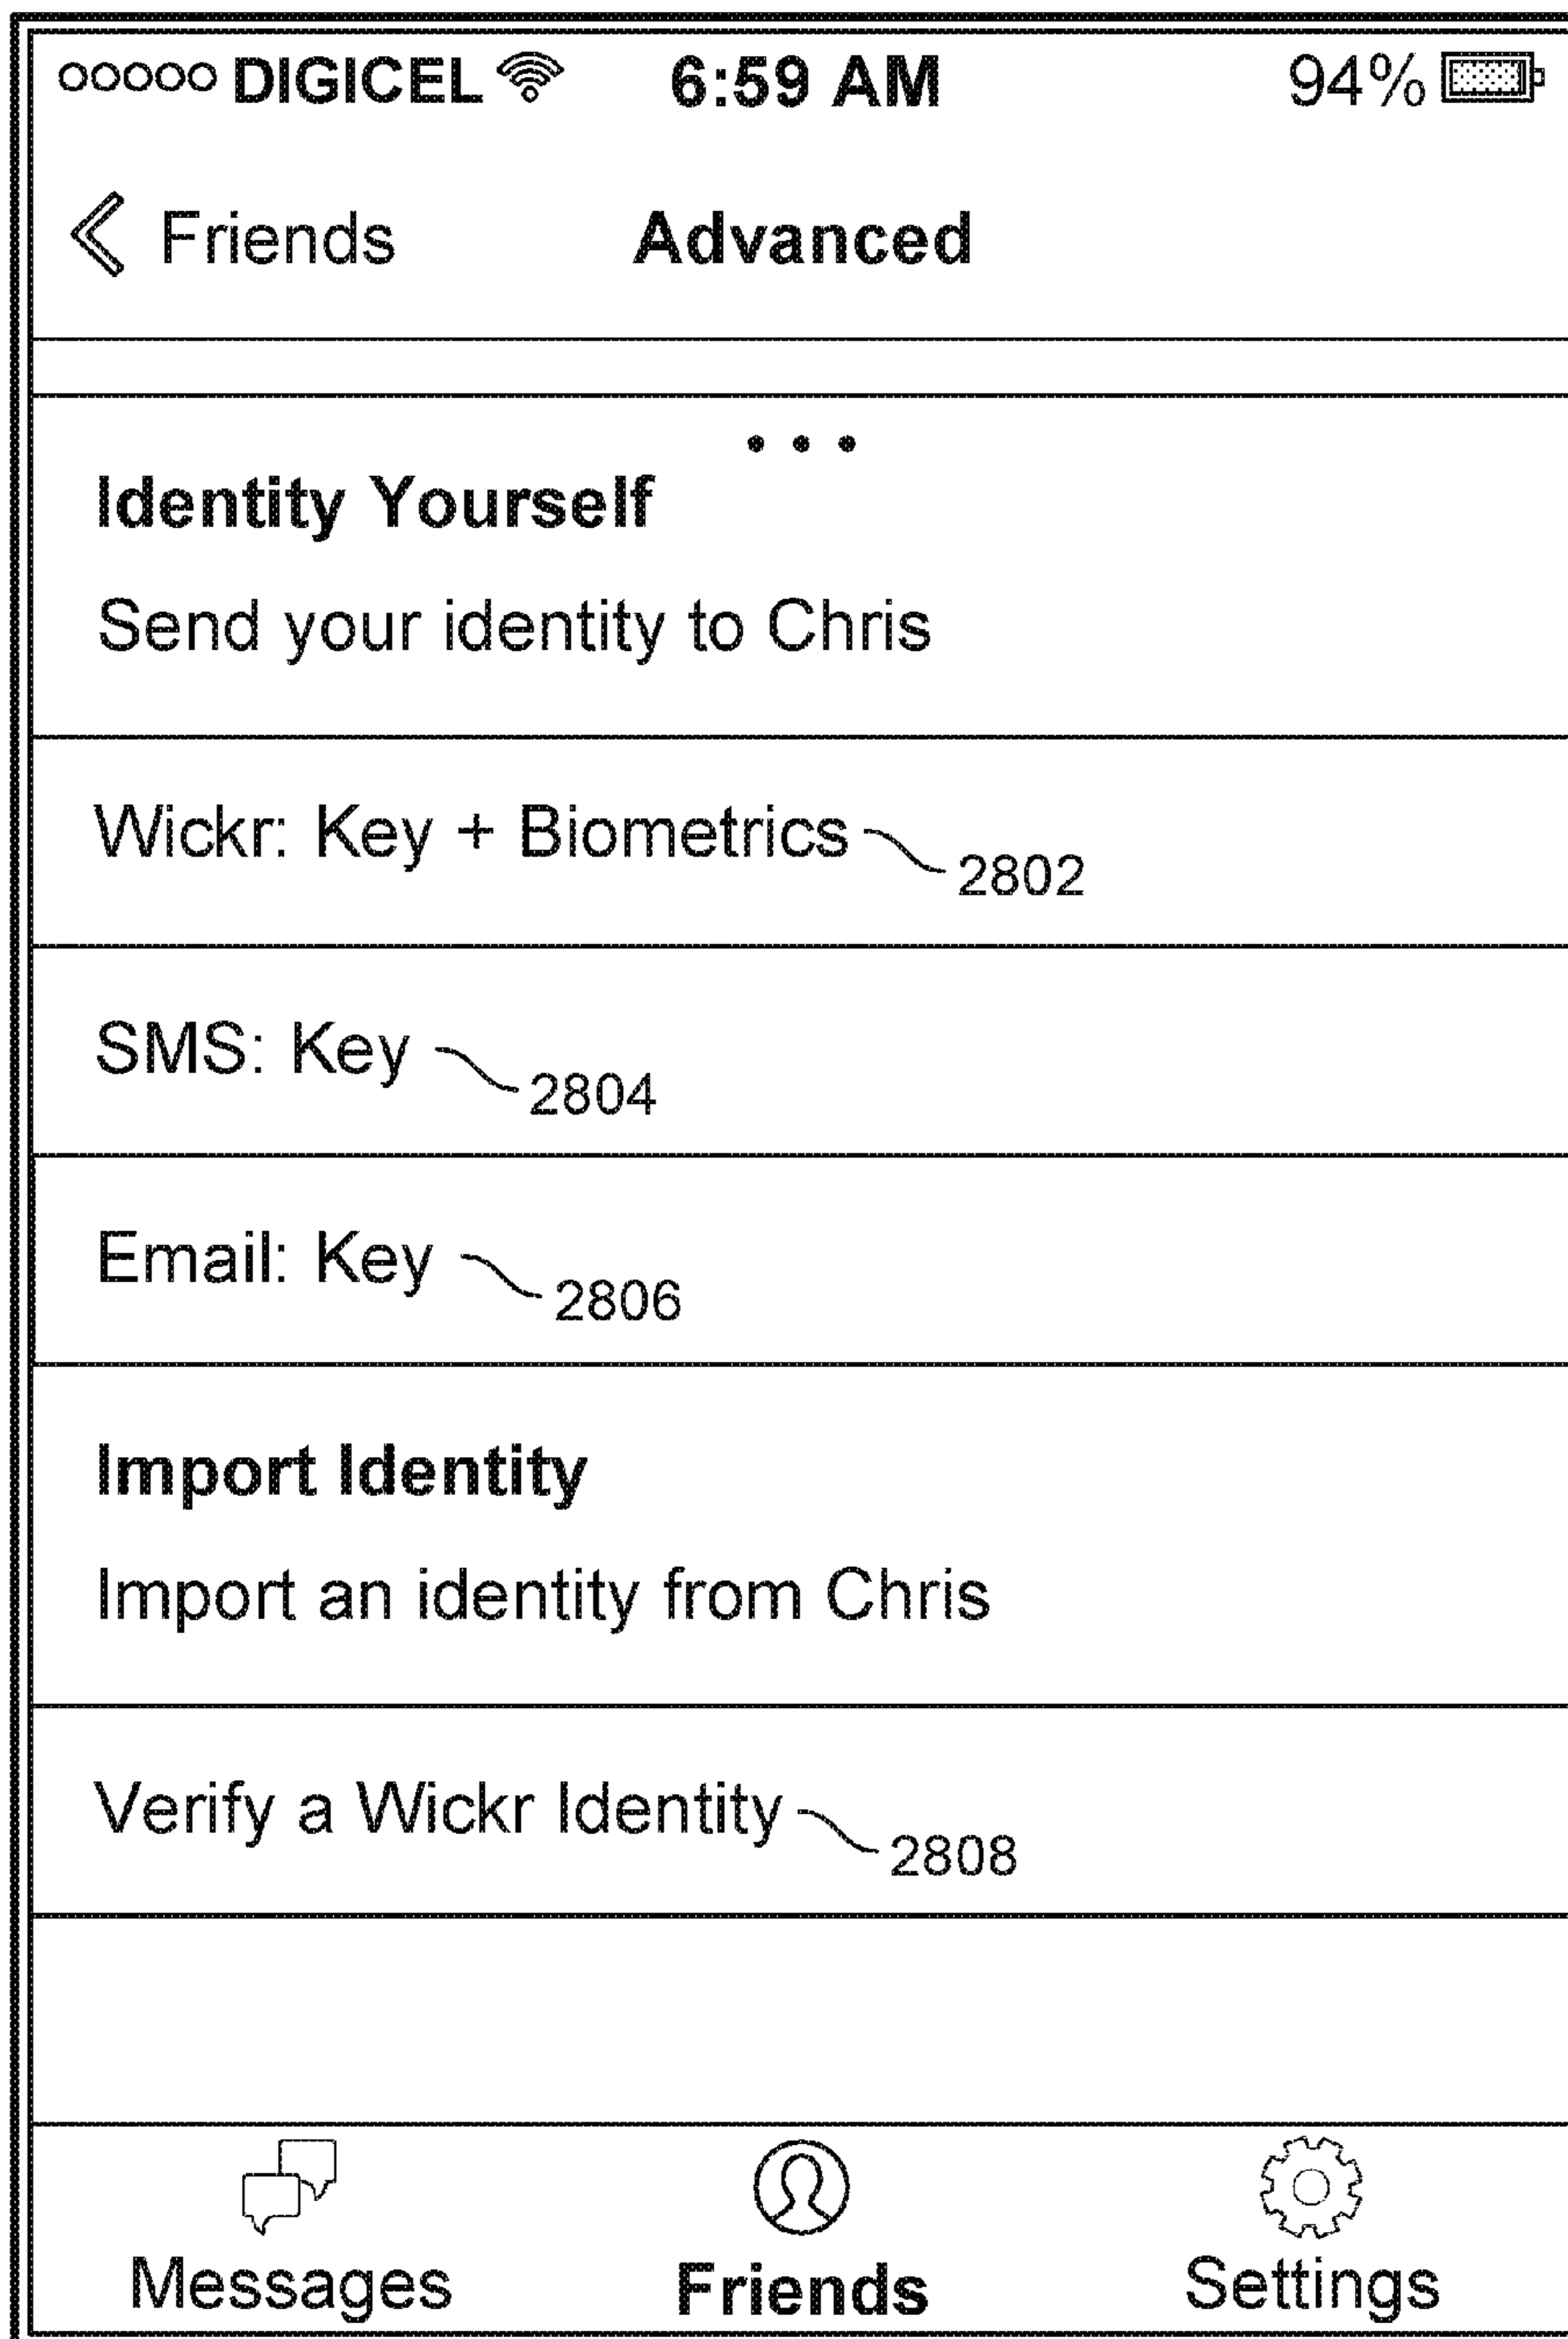 DIGICEL 6:59 AM 94%
Friends Advanced
• • •
Identity Yourself
Send your identity to Chris
Wickr: Key + Biometrics 2802
SMS: Key 2804
Email: Key 2806
Import Identity
Import an identity from Chris
Verify a Wickr Identity 2808
Messages Friends Settings